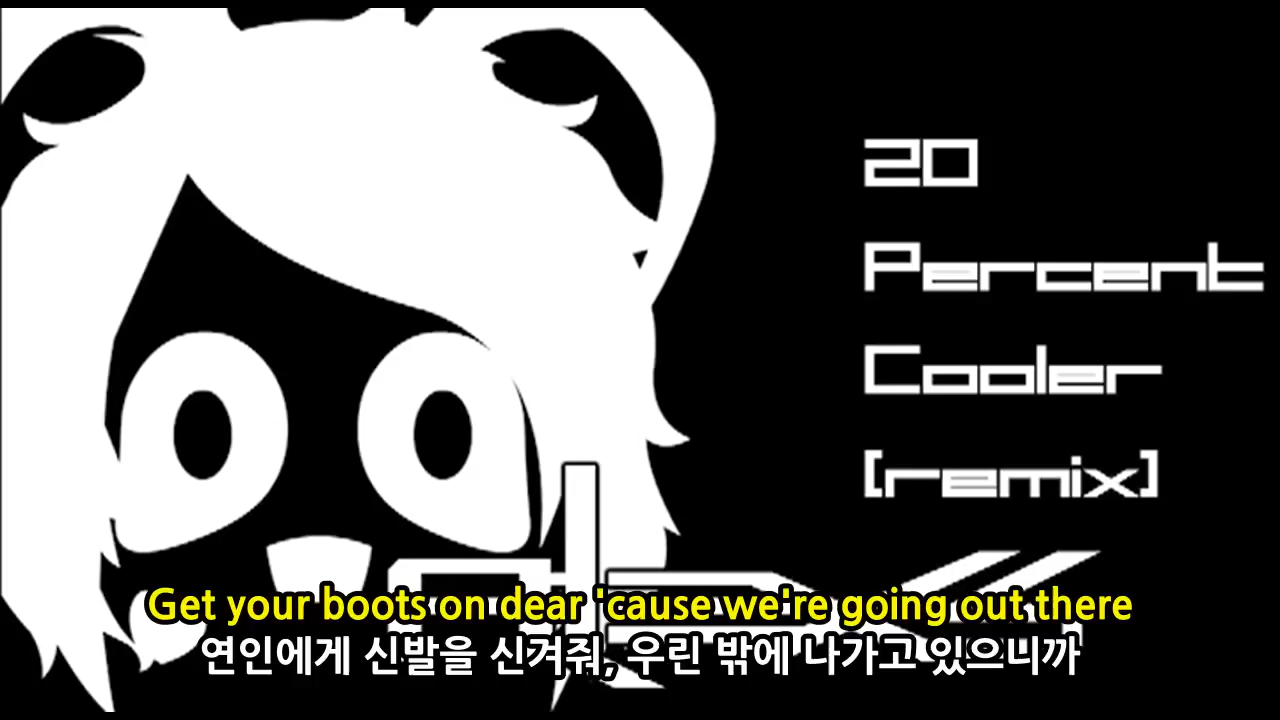 20
Percent
Cooler
[remix]
Get your boots on dear 'cause we're going out there
연인에게 신발을 신겨줘, 우린 밖에 나가고 있으니까